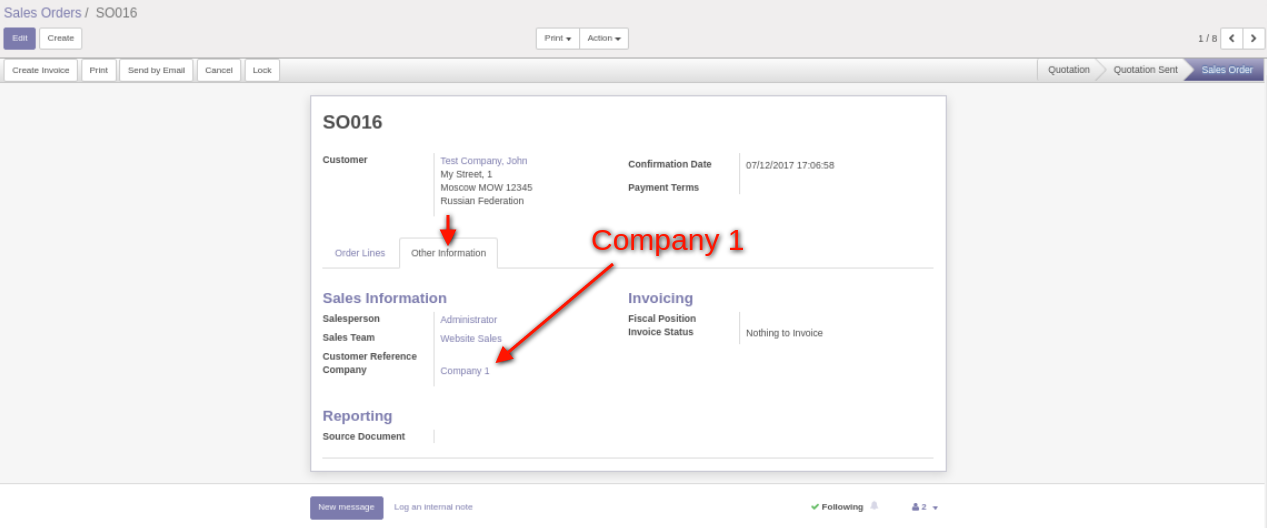 Sales Orders / SO016
Edit Create Print Action 1 / 8
Create Invoice Print Send by Email Cancel Lock Quotation Quotation Sent Sales Order
SO016
Customer
Test Company, John
My Street, 1
Moscow MOW 12345
Russian Federation
Confirmation Date 07/12/2017 17:06:58
Payment Terms
Company 1
Order Lines Other Information
Sales Information
Salesperson Administrator
Sales Team Website Sales
Customer Reference
Company Company 1
Invoicing
Fiscal Position
Invoice Status Nothing to Invoice
Reporting
Source Document
New message Log an internal note Following 2